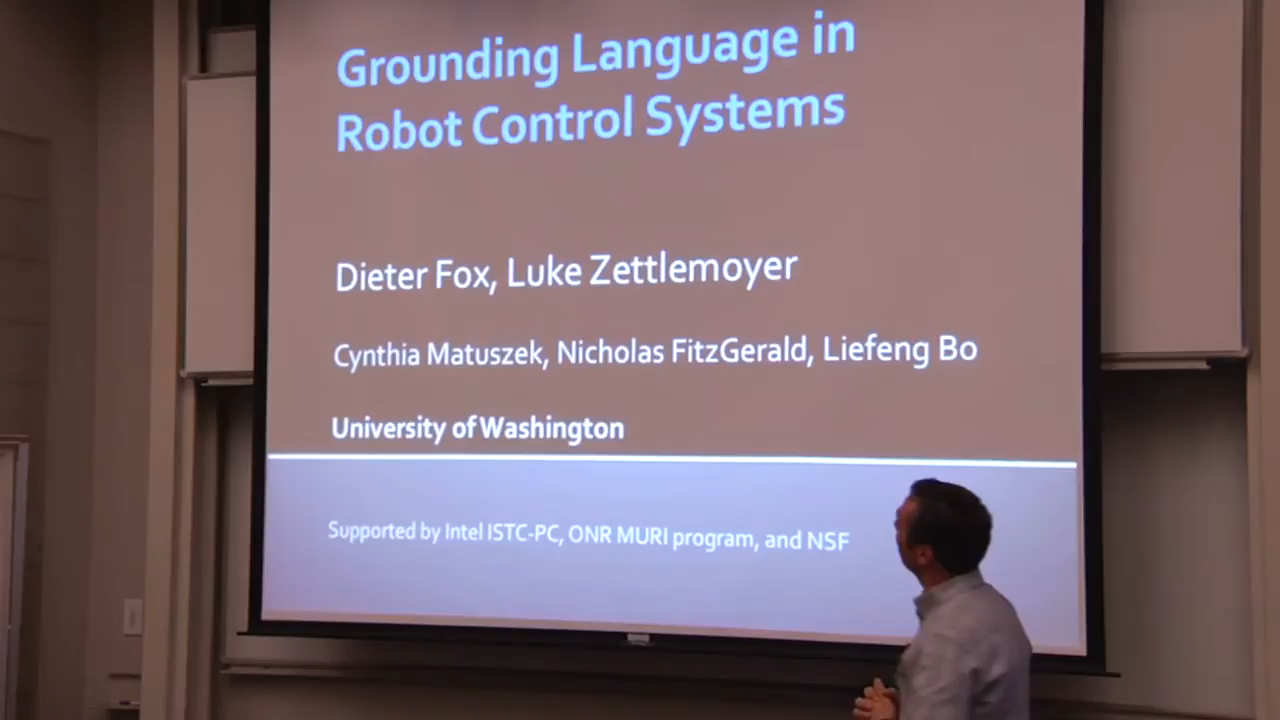 Grounding Language in
Robot Control Systems
Dieter Fox, Luke Zettlemoyer
Cynthia Matuszek, Nicholas FitzGerald, Liefeng Bo
University of Washington
Supported by Intel ISTC-PC, ONR MURI program, and NSF